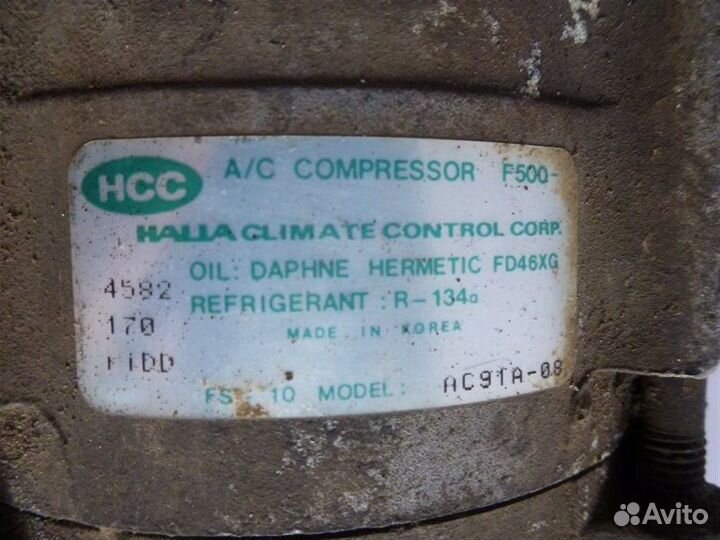 HCC
A/C COMPRESSOR F500-
HALLA CLIMATE CONTROL CORP.
OIL: DAPHNE HERMETIC FD46XG
4582
REFRIGERANT : R-134a
170
MADE IN KOREA
10 MODEL: AC91A-08
Avito